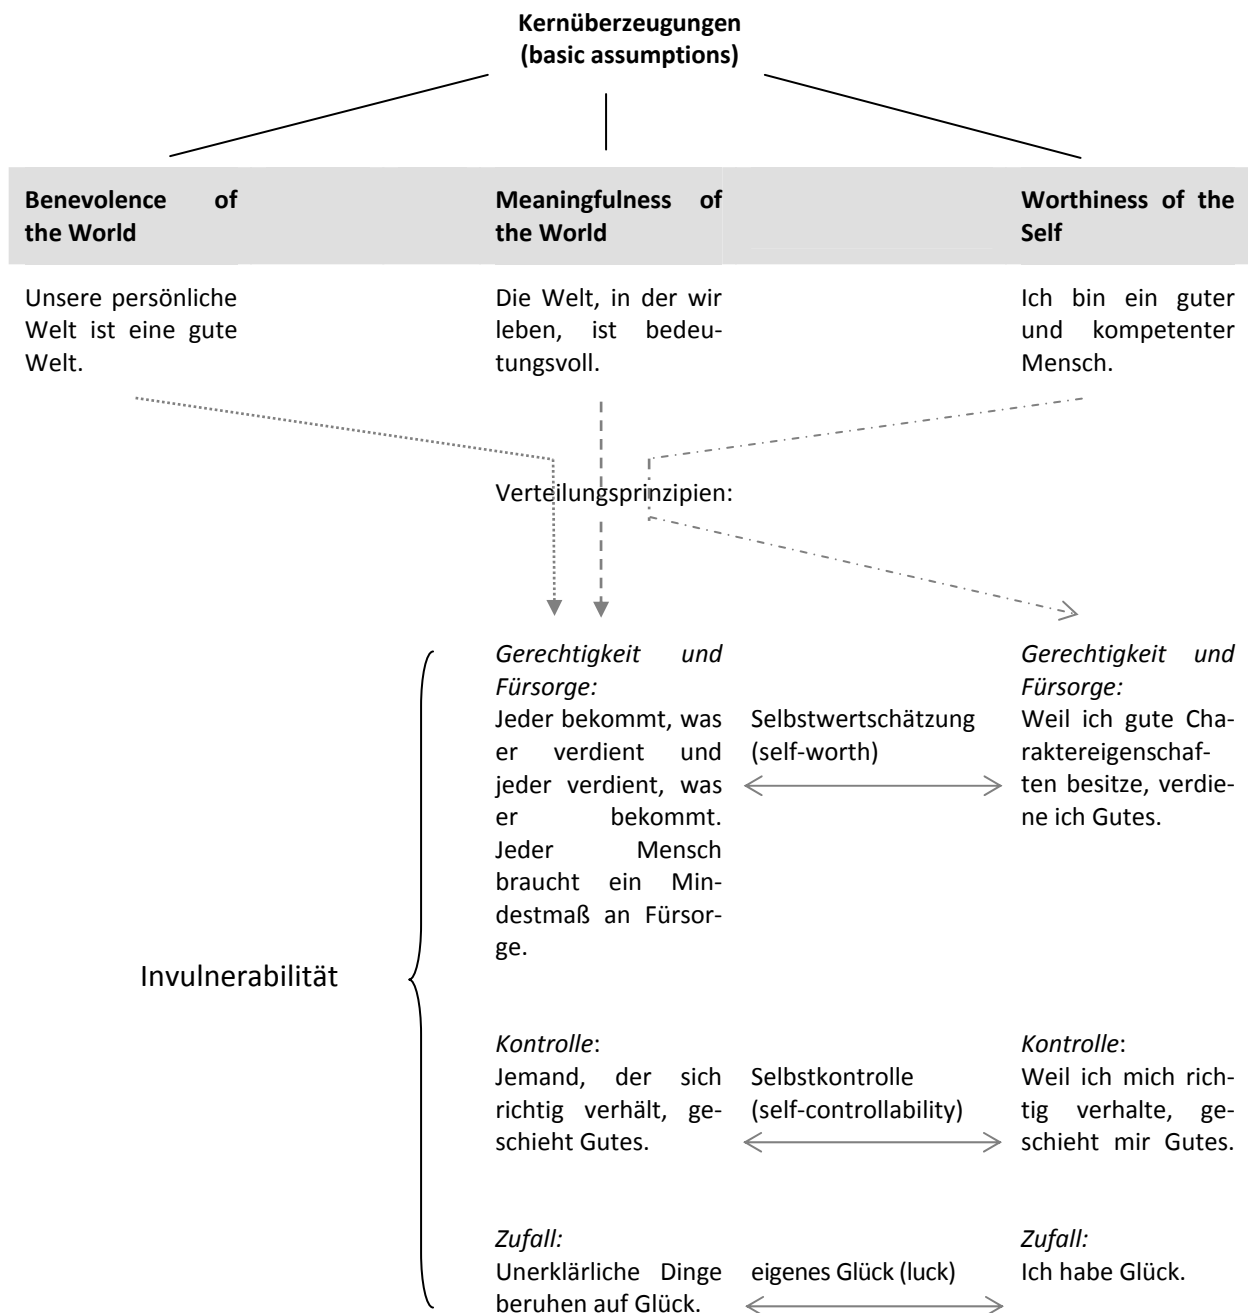 Kernüberzeugungen
(basic assumptions)
Benevolence of
the World
Meaningfulness of
the World
Worthiness of the
Self
Unsere persönliche
Welt ist eine gute
Welt.
Die Welt, in der wir
leben, ist bedeu-
tungsvoll.
Ich bin ein guter
und kompetenter
Mensch.
Verteilungsprinzipien:
Invulnerabilität
Gerechtigkeit und
Fürsorge:
Jeder bekommt, was
er verdient und
jeder verdient, was
er bekommt.
Jeder Mensch
braucht ein Min-
destmaß an Fürsor-
ge.
Selbstwertschätzung
(self-worth)
Gerechtigkeit und
Fürsorge:
Weil ich gute Cha-
raktereigenschaf-
ten besitze, verdie-
ne ich Gutes.
Kontrolle:
Jemand, der sich
richtig verhält, ge-
schieht Gutes.
Selbstkontrolle
(self-controllability)
Kontrolle:
Weil ich mich rich-
tig verhalte, ge-
schieht mir Gutes.
Zufall:
Unerklärliche Dinge
beruhen auf Glück.
eigenes Glück (luck)
Zufall:
Ich habe Glück.